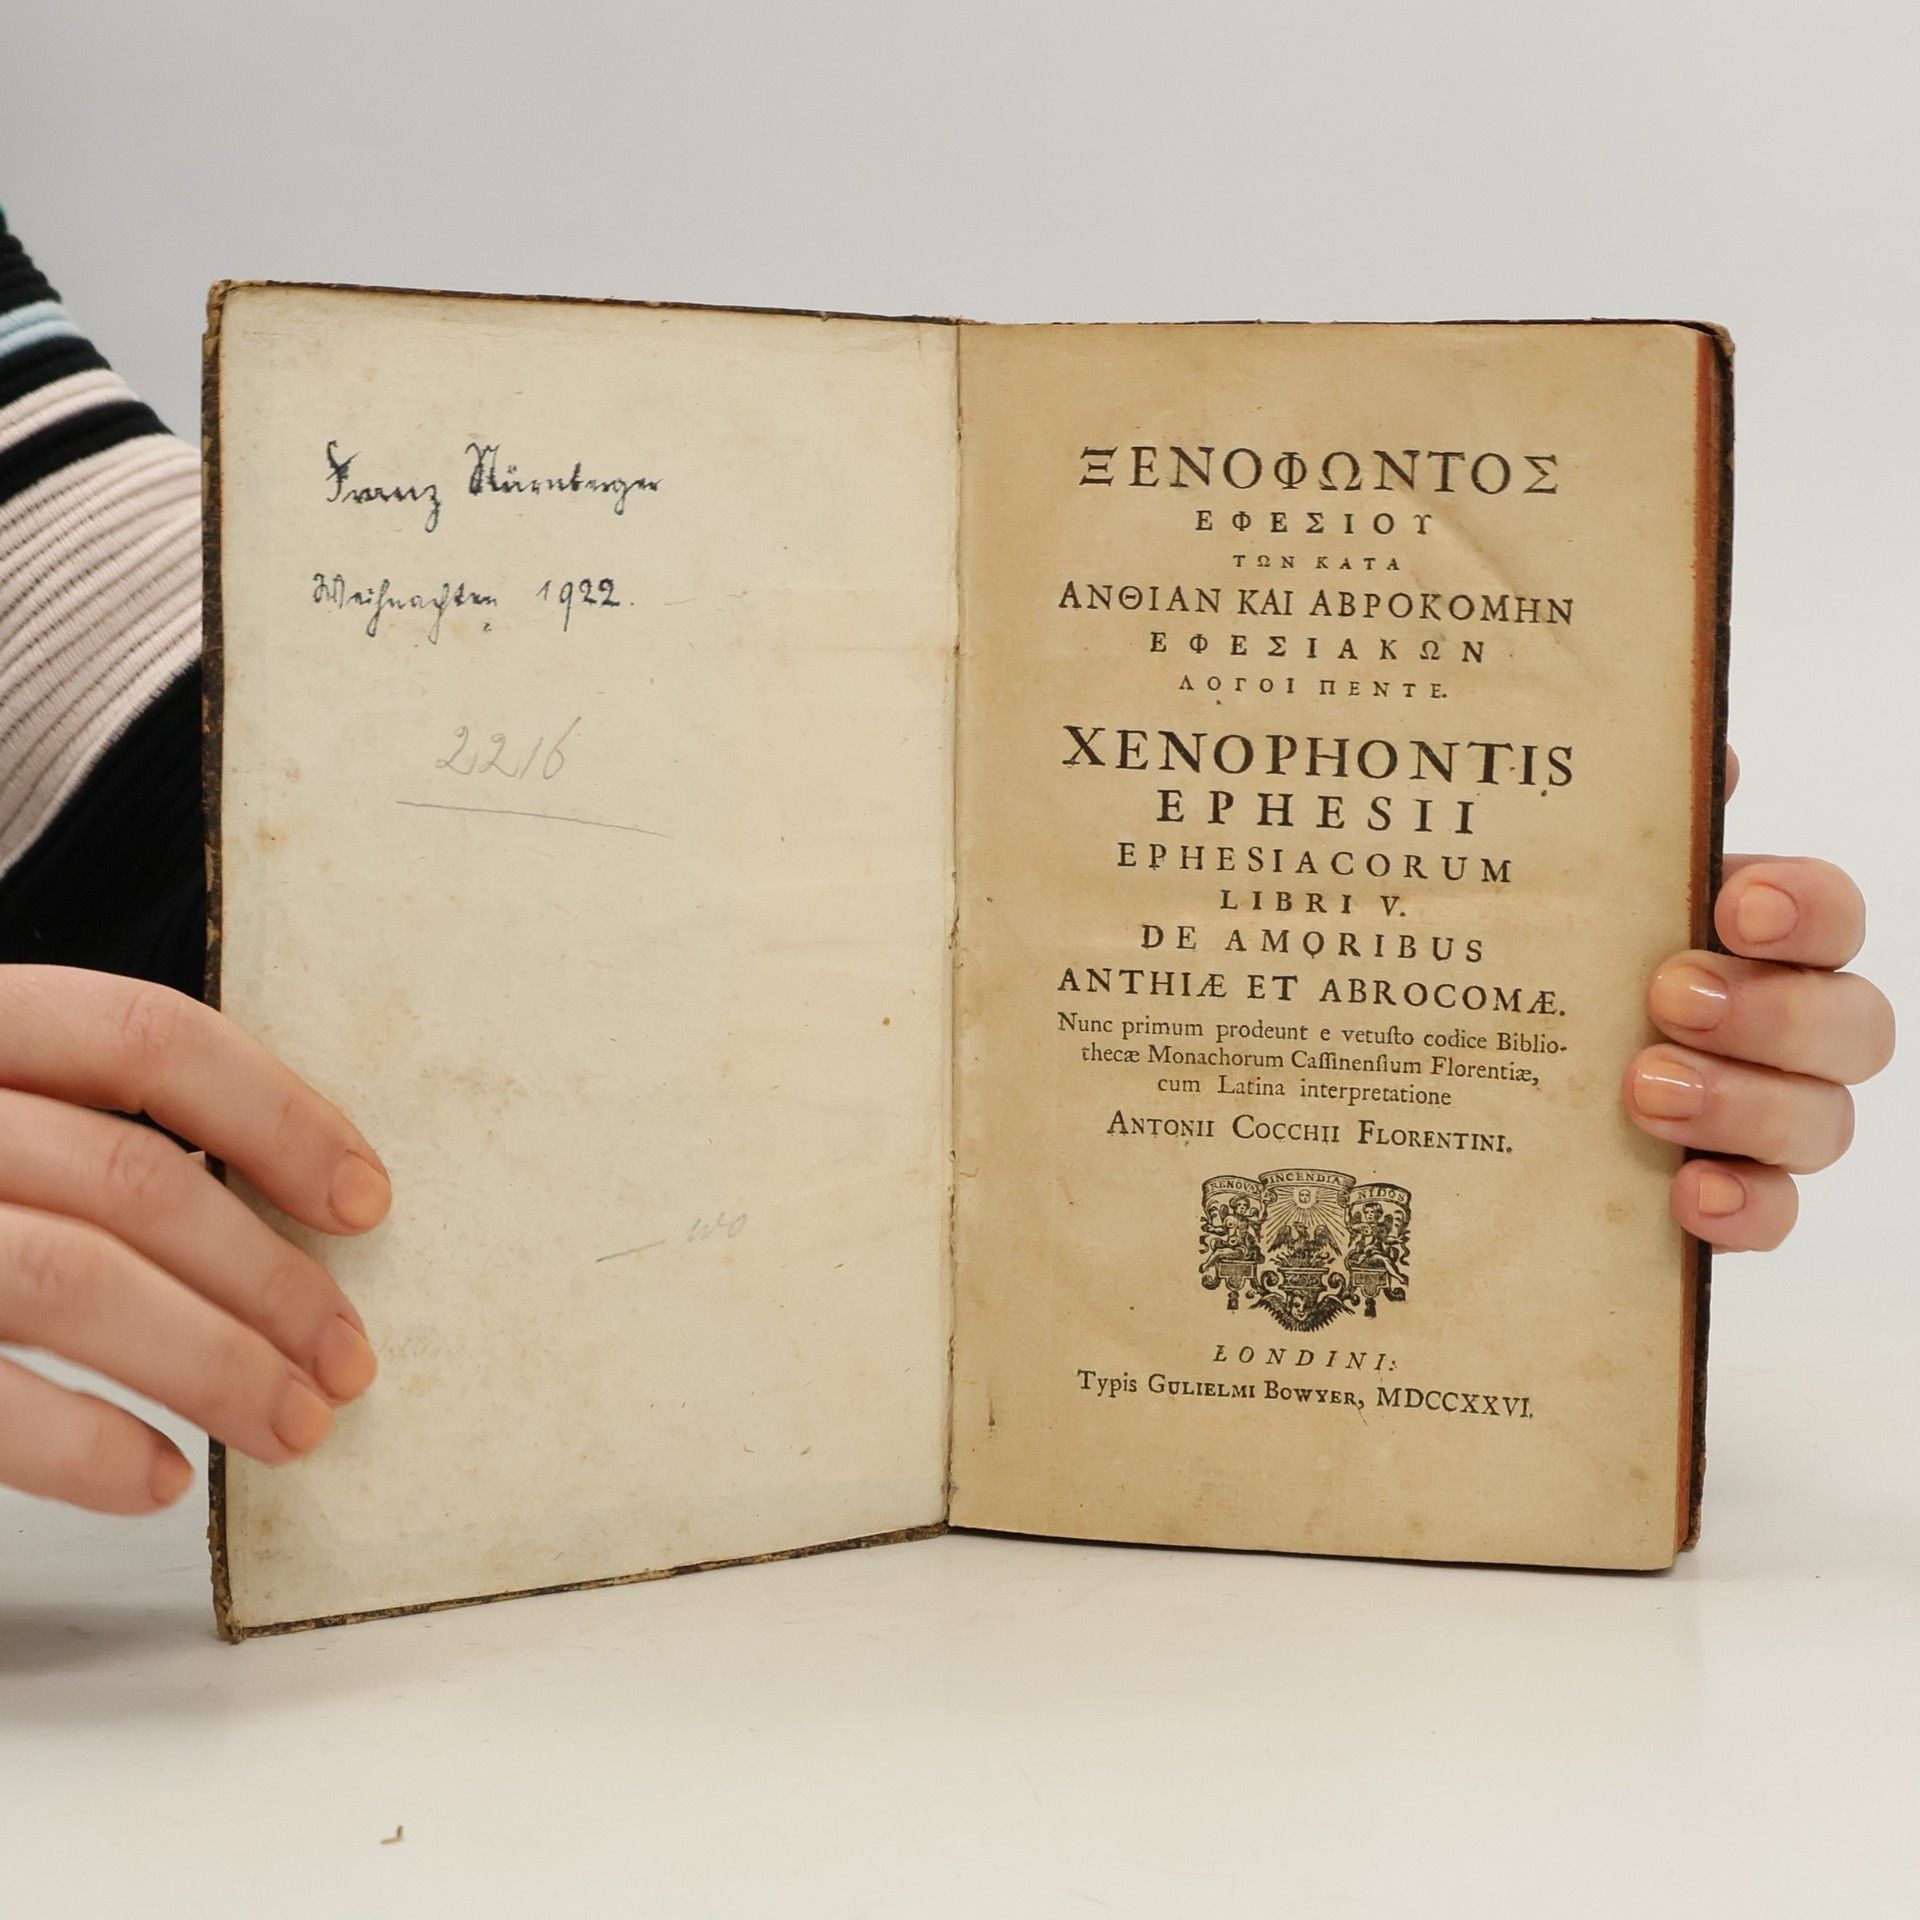 Franz Nürnberger
Weihnachten 1922.
2216
ΞΕΝΟΦΩΝΤΟΣ
ΕΦΕΣΙΟΥ
ΤΩΝ ΚΑΤΑ
ΑΝΘΙΑΝ ΚΑΙ ΑΒΡΟΚΟΜΗΝ
ΕΦΕΣΙΑΚΩΝ
ΛΟΓΟΙ ΠΕΝΤΕ.
XENOPHONTIS
EPHESII
EPHESIACORUM
LIBRI V.
DE AMORIBUS
ANTHIÆ ET ABROCOMÆ.
Nunc primum prodeunt e vetuſto codice Biblio-
thecæ Monachorum Caſſinenſium Florentiæ,
cum Latina interpretatione
ANTONII COCCHII FLORENTINI.
RENOVAT INCENDIA NIDOS
LONDINI:
Typis GULIELMI BOWYER, MDCCXXVI.